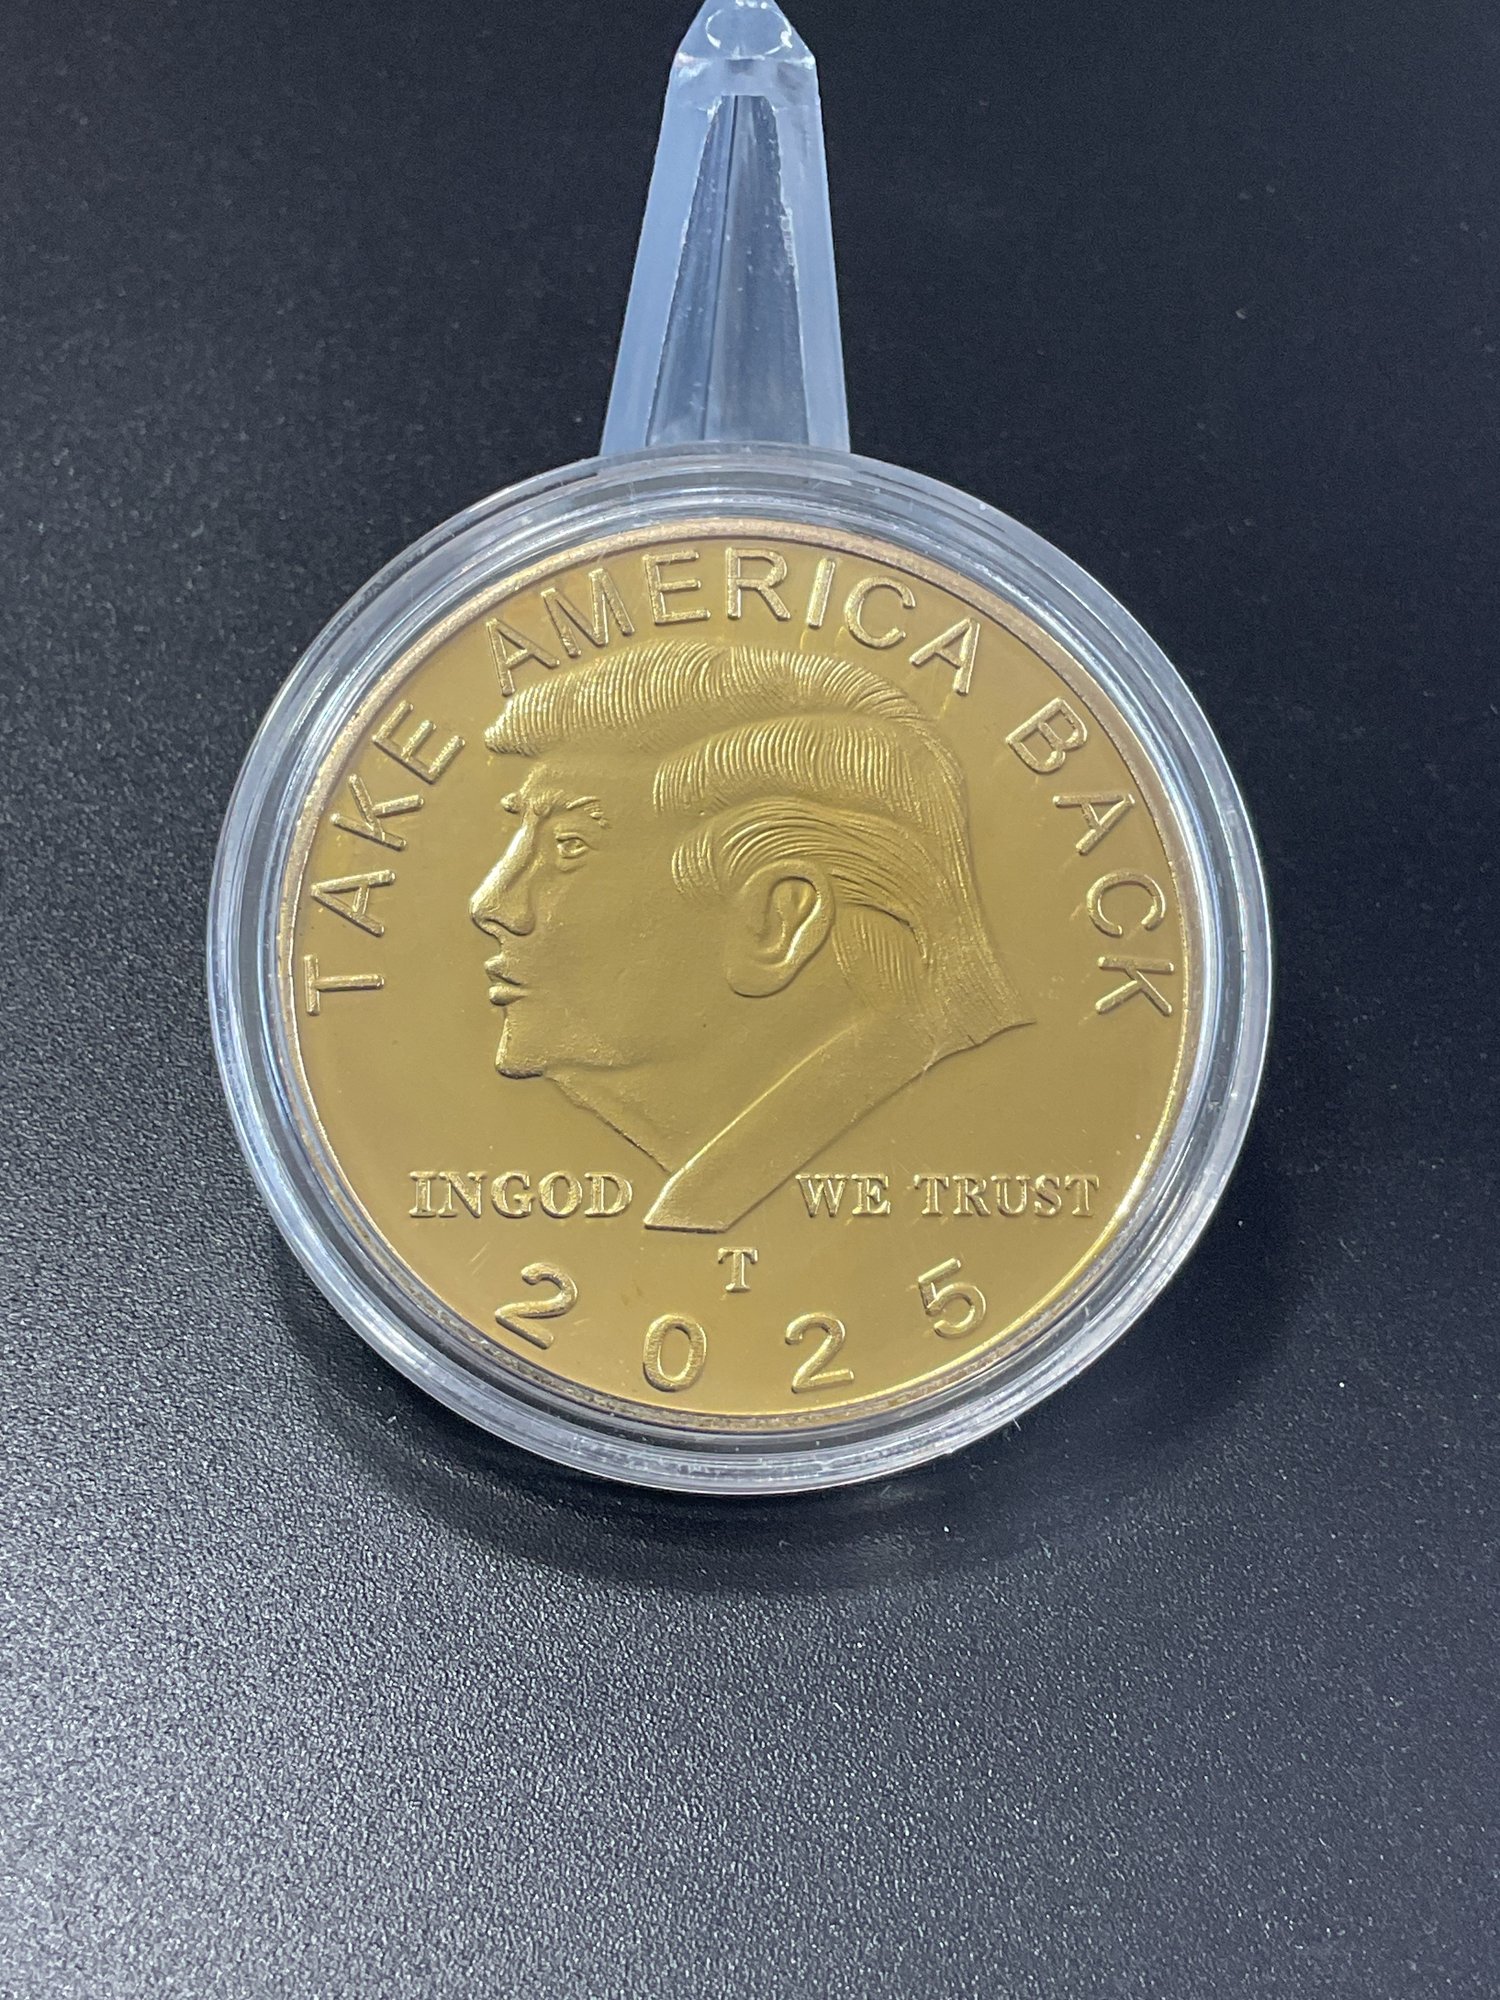 TAKE AMERICA BACK
INGOD WE TRUST
T
2025